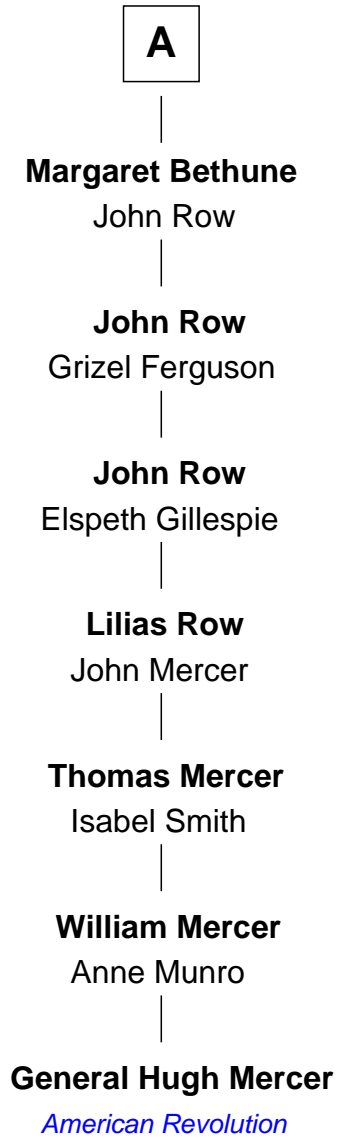 A
Margaret Bethune
John Row
John Row
Grizel Ferguson
John Row
Elspeth Gillespie
Lilias Row
John Mercer
Thomas Mercer
Isabel Smith
William Mercer
Anne Munro
General Hugh Mercer
American Revolution